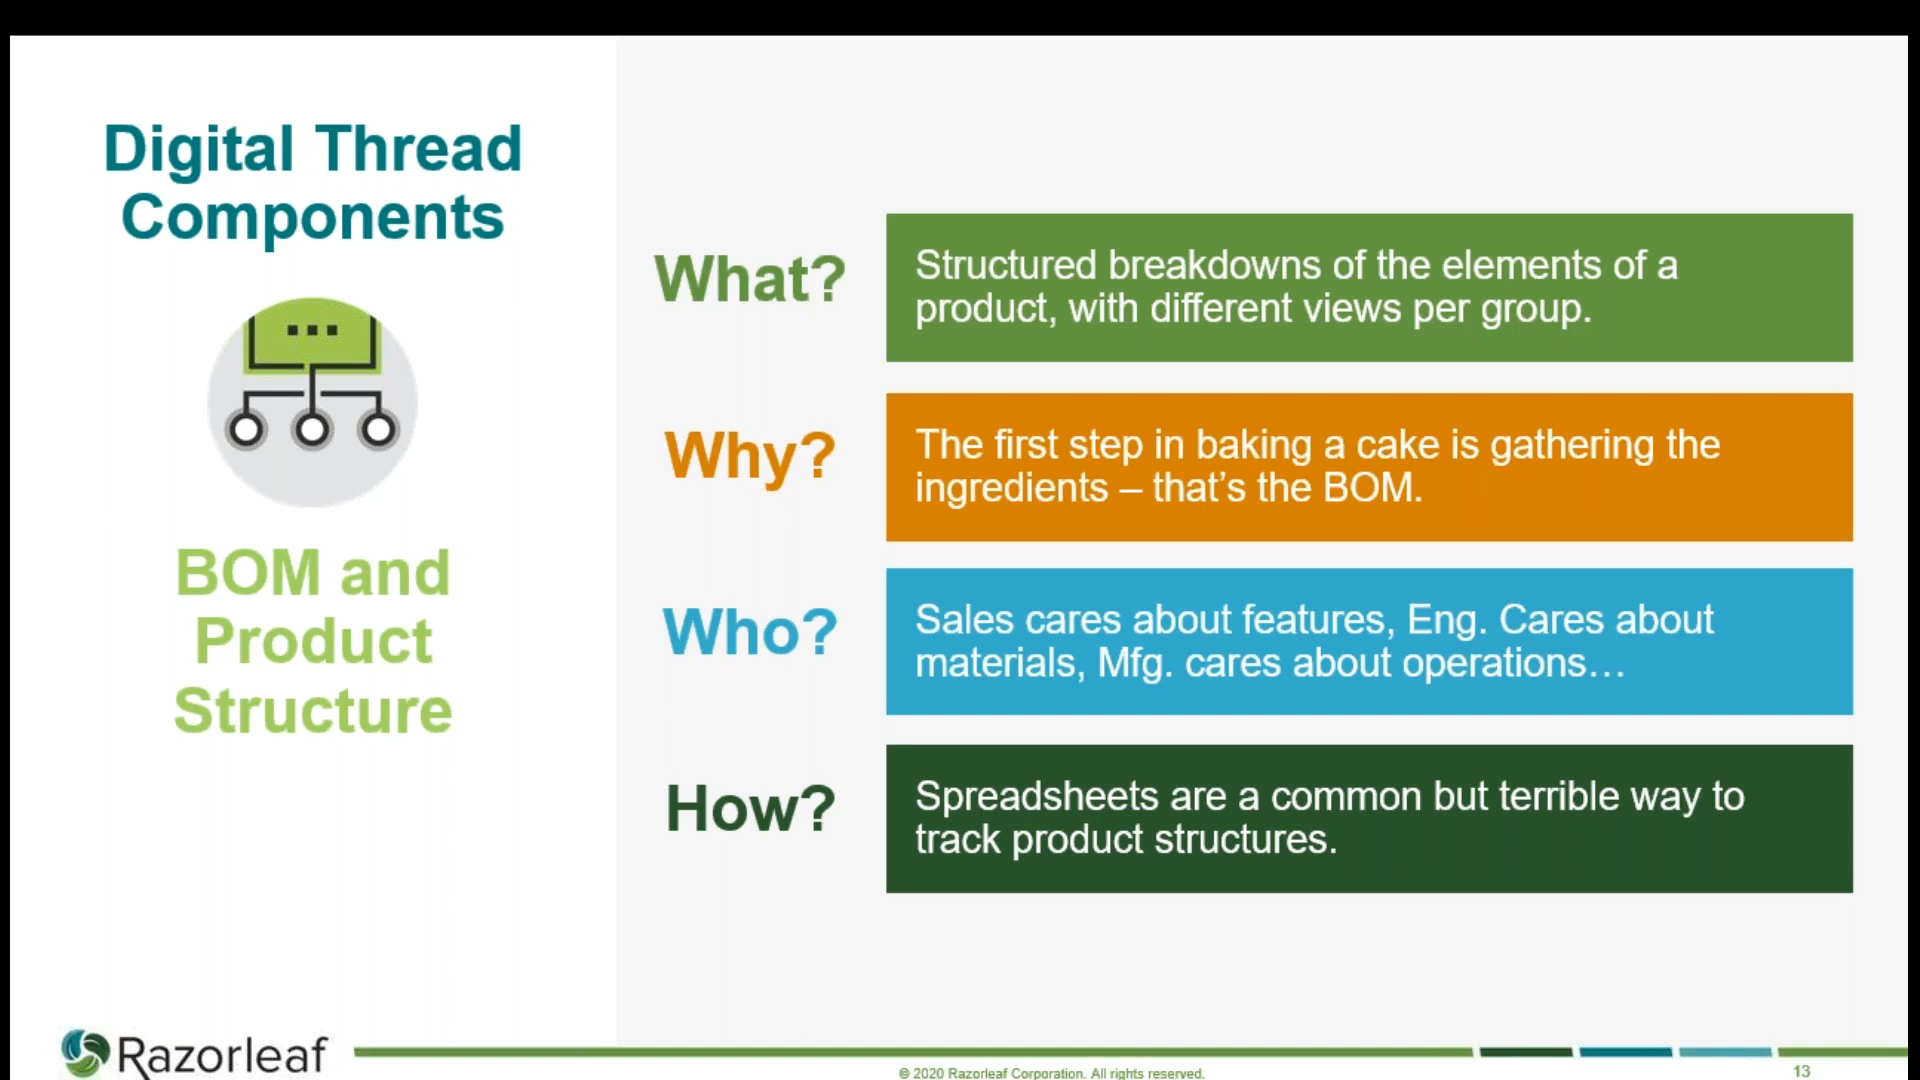 Digital Thread
Components
BOM and
Product
Structure
What?
Structured breakdowns of the elements of a
product, with different views per group.
Why?
The first step in baking a cake is gathering the
ingredients – that’s the BOM.
Who?
Sales cares about features, Eng. Cares about
materials, Mfg. cares about operations…
How?
Spreadsheets are a common but terrible way to
track product structures.
Razorleaf
© 2020 Razorleaf Corporation. All rights reserved.
13